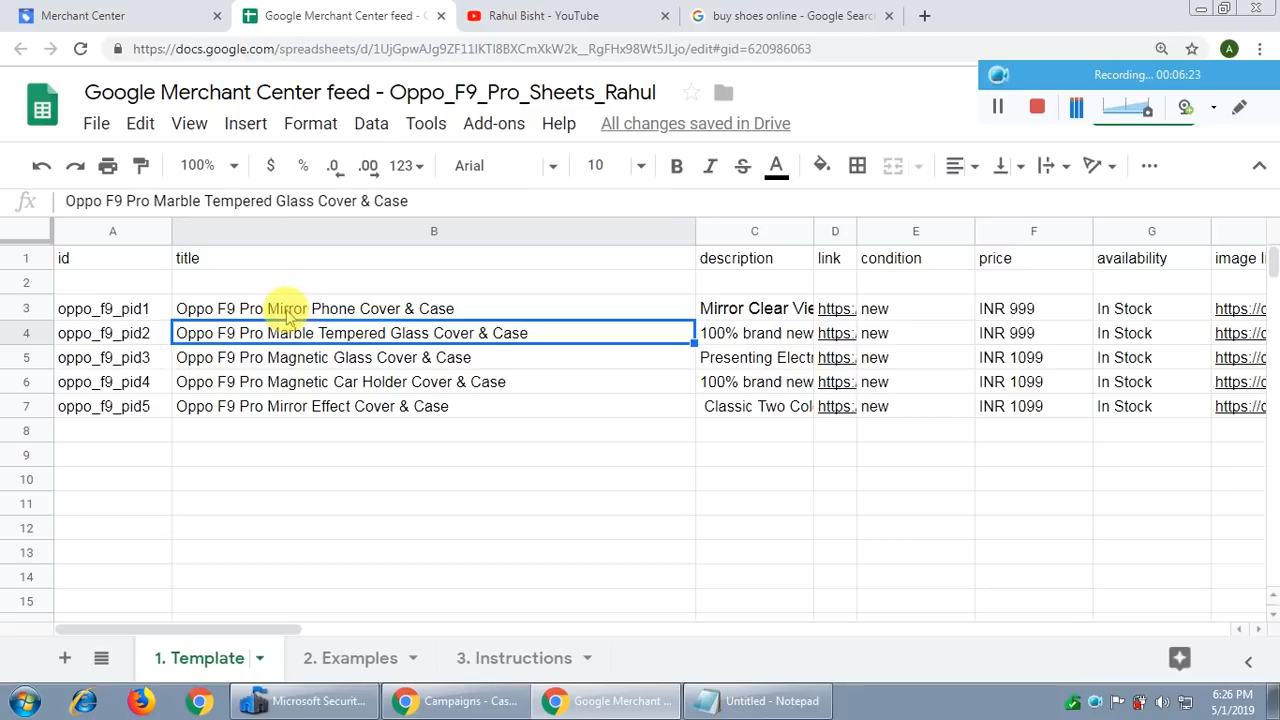 Merchant Center × Google Merchant Center feed - × Rahul Bisht - YouTube × buy shoes online - Google Searc ×
https://docs.google.com/spreadsheets/d/1UjGpwAJg9ZF11lKTI8BXCmXkW2k__RgFHx98Wt5JLjo/edit#gid=620986063 A
Recording... 00:06:23
Google Merchant Center feed - Oppo_F9_Pro_Sheets_Rahul
File Edit View Insert Format Data Tools Add-ons Help All changes saved in Drive
100% $ % .0 .00 123 Arial 10 B I S A
fx Oppo F9 Pro Marble Tempered Glass Cover & Case
A B C D E F G
1 id title description link condition price availability image li
2
3 oppo_f9_pid1 Oppo F9 Pro Mirror Phone Cover & Case Mirror Clear Vie https: new INR 999 In Stock https://
4 oppo_f9_pid2 Oppo F9 Pro Marble Tempered Glass Cover & Case 100% brand new https: new INR 999 In Stock https://
5 oppo_f9_pid3 Oppo F9 Pro Magnetic Glass Cover & Case Presenting Electr https: new INR 1099 In Stock https://
6 oppo_f9_pid4 Oppo F9 Pro Magnetic Car Holder Cover & Case 100% brand new https: new INR 1099 In Stock https://
7 oppo_f9_pid5 Oppo F9 Pro Mirror Effect Cover & Case Classic Two Col https: new INR 1099 In Stock https://
8
9
10
11
12
13
14
15
1. Template 2. Examples 3. Instructions
Microsoft Securit... Campaigns - Cas... Google Merchant ... Untitled - Notepad 6:26 PM
5/1/2019